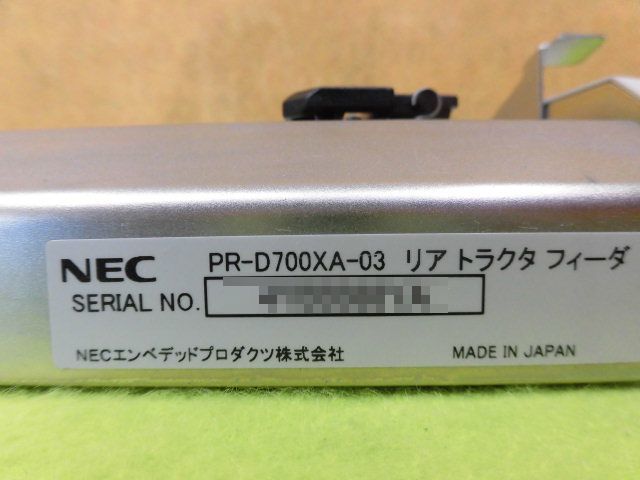 NEC PR-D700XA-03 リア トラクタ フィーダ
SERIAL NO.
NECエンベデッドプロダクツ株式会社 MADE IN JAPAN